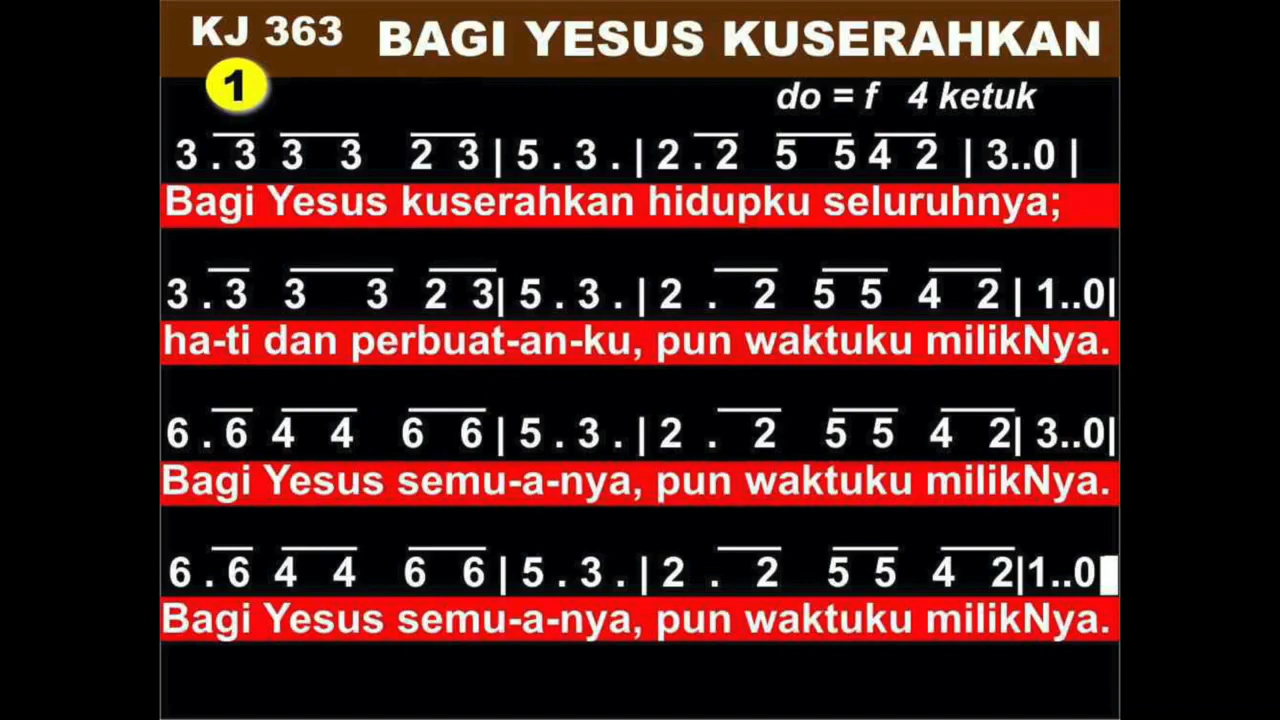 KJ 363 BAGI YESUS KUSERAHKAN
1
do = f 4 ketuk
3 . 3 3 3 2 3 | 5 . 3 . | 2 . 2 5 5 4 2 | 3 . . 0 |
Bagi Yesus kuserahkan hidupku seluruhnya;
3 . 3 3 3 2 3 | 5 . 3 . | 2 . 2 5 5 4 2 | 1 . . 0 |
ha-ti dan perbuat-an-ku, pun waktuku milikNya.
6 . 6 4 4 6 6 | 5 . 3 . | 2 . 2 5 5 4 2 | 3 . . 0 |
Bagi Yesus semu-a-nya, pun waktuku milikNya.
6 . 6 4 4 6 6 | 5 . 3 . | 2 . 2 5 5 4 2 | 1 . . 0
Bagi Yesus semu-a-nya, pun waktuku milikNya.